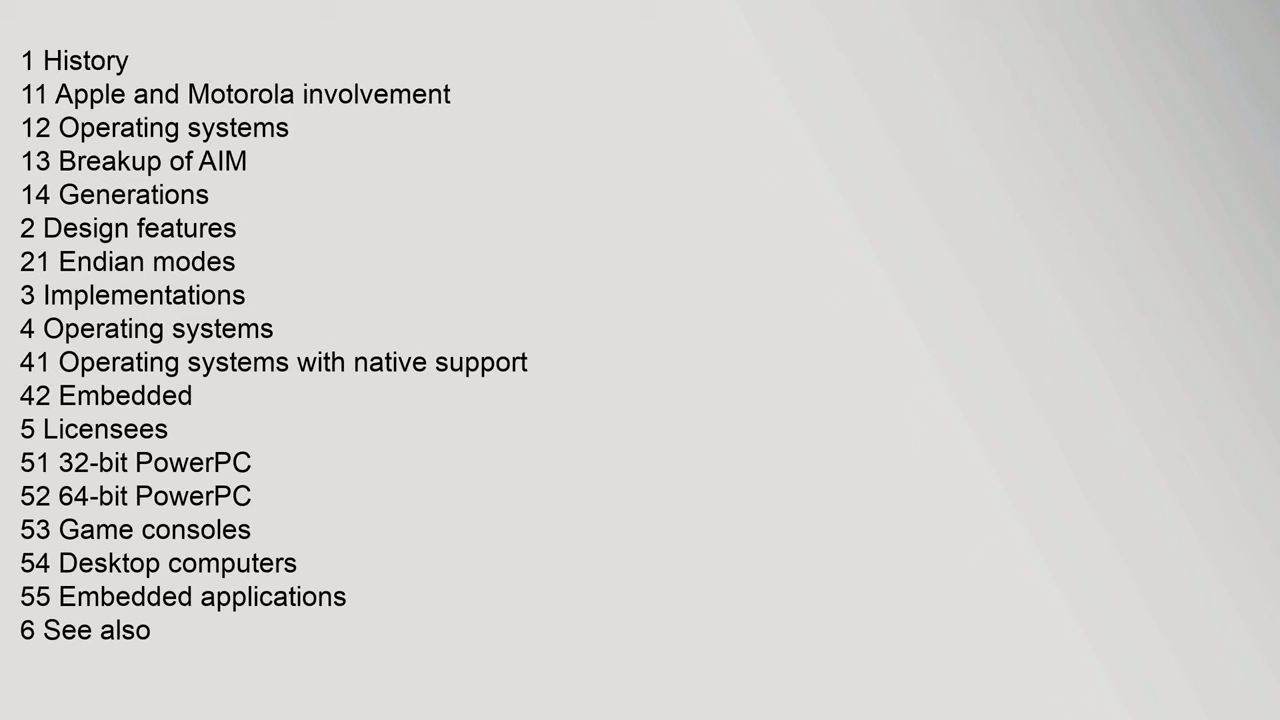 1 History
11 Apple and Motorola involvement
12 Operating systems
13 Breakup of AIM
14 Generations
2 Design features
21 Endian modes
3 Implementations
4 Operating systems
41 Operating systems with native support
42 Embedded
5 Licensees
51 32-bit PowerPC
52 64-bit PowerPC
53 Game consoles
54 Desktop computers
55 Embedded applications
6 See also